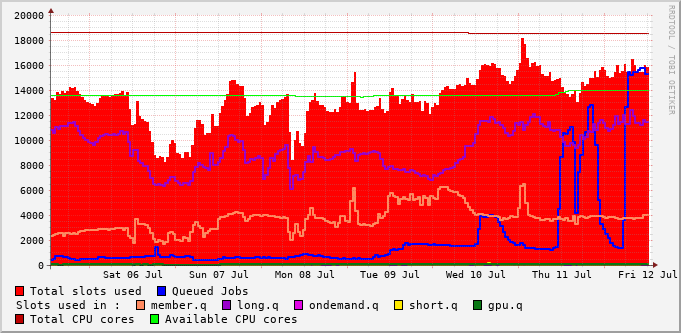 20000
18000
16000
14000
12000
10000
8000
6000
4000
2000
0
Sat 06 Jul Sun 07 Jul Mon 08 Jul Tue 09 Jul Wed 10 Jul Thu 11 Jul Fri 12 Jul
Total slots used Queued Jobs
Slots used in : member.q long.q ondemand.q short.q gpu.q
Total CPU cores Available CPU cores
RRDTOOL / TOBI OETIKER